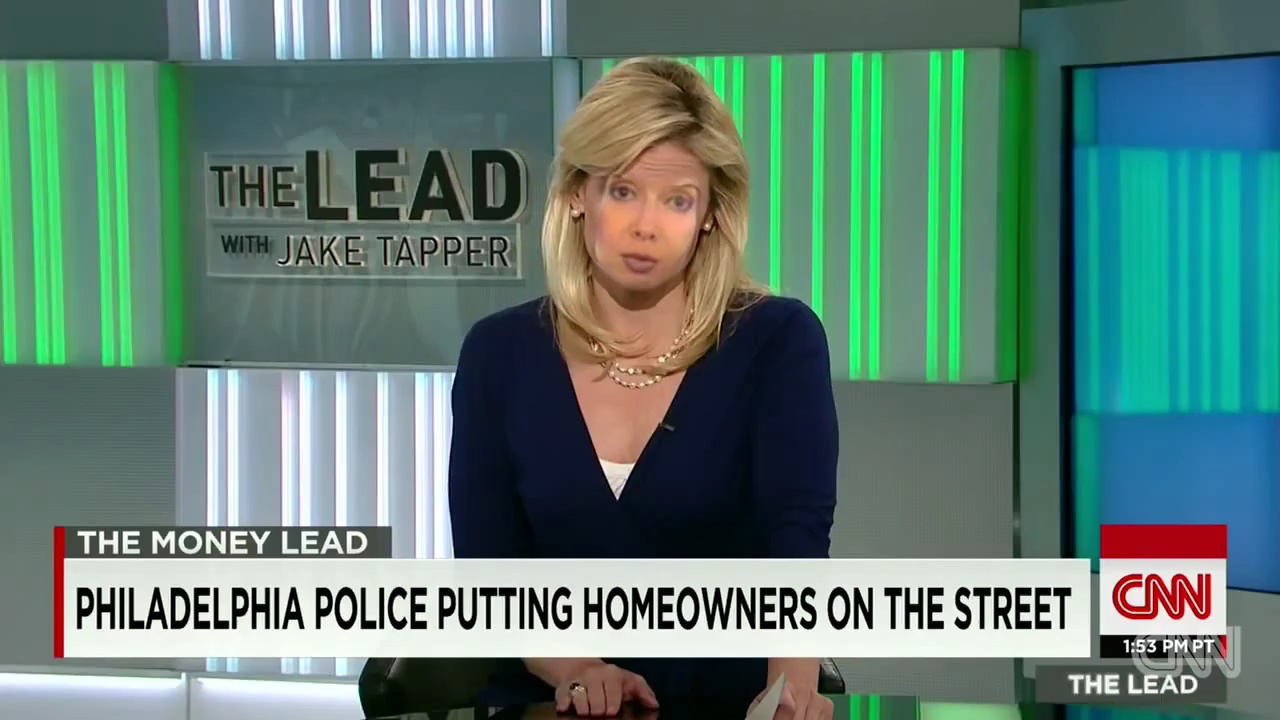 THE LEAD
WITH JAKE TAPPER
THE MONEY LEAD
PHILADELPHIA POLICE PUTTING HOMEOWNERS ON THE STREET
CNN
1:53 PM PT
CNN
THE LEAD